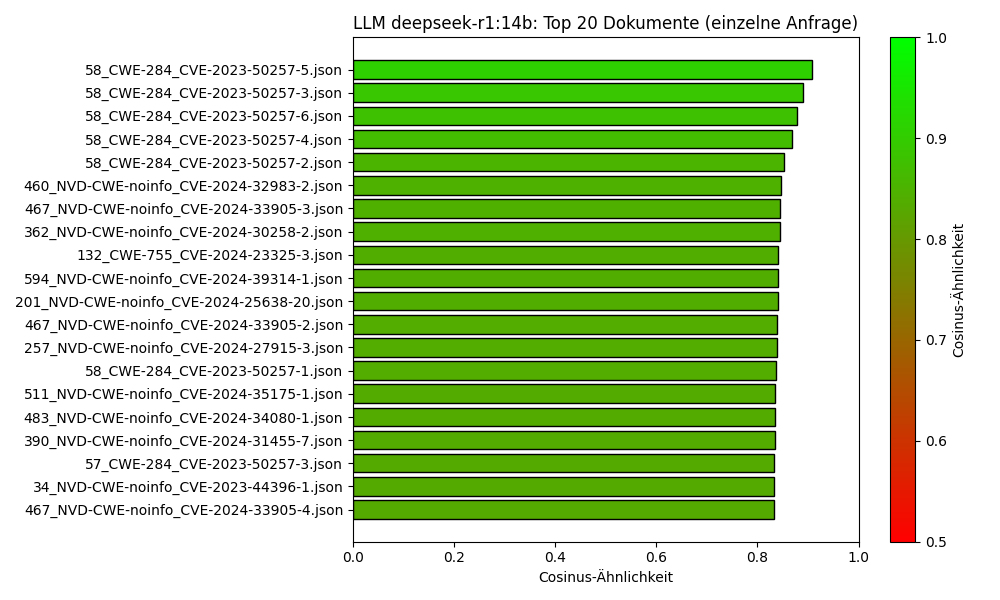 LLM deepseek-r1:14b: Top 20 Dokumente (einzelne Anfrage)
58_CWE-284_CVE-2023-50257-5.json
58_CWE-284_CVE-2023-50257-3.json
58_CWE-284_CVE-2023-50257-6.json
58_CWE-284_CVE-2023-50257-4.json
58_CWE-284_CVE-2023-50257-2.json
460_NVD-CWE-noinfo_CVE-2024-32983-2.json
467_NVD-CWE-noinfo_CVE-2024-33905-3.json
362_NVD-CWE-noinfo_CVE-2024-30258-2.json
132_CWE-755_CVE-2024-23325-3.json
594_NVD-CWE-noinfo_CVE-2024-39314-1.json
201_NVD-CWE-noinfo_CVE-2024-25638-20.json
467_NVD-CWE-noinfo_CVE-2024-33905-2.json
257_NVD-CWE-noinfo_CVE-2024-27915-3.json
58_CWE-284_CVE-2023-50257-1.json
511_NVD-CWE-noinfo_CVE-2024-35175-1.json
483_NVD-CWE-noinfo_CVE-2024-34080-1.json
390_NVD-CWE-noinfo_CVE-2024-31455-7.json
57_CWE-284_CVE-2023-50257-3.json
34_NVD-CWE-noinfo_CVE-2023-44396-1.json
467_NVD-CWE-noinfo_CVE-2024-33905-4.json
0.0 0.2 0.4 0.6 0.8 1.0
Cosinus-Ähnlichkeit
1.0
0.9
0.8
0.7
0.6
0.5
Cosinus-Ähnlichkeit